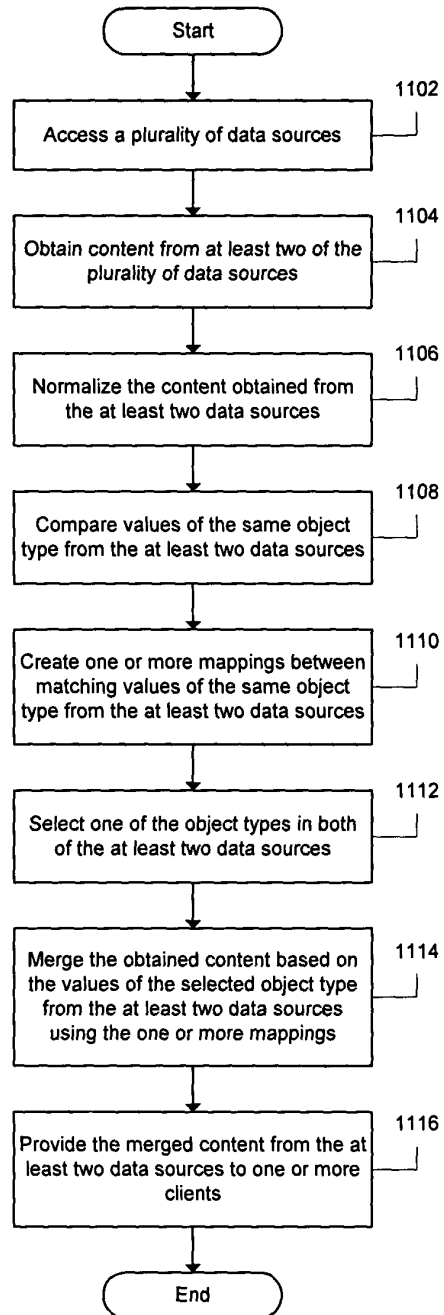 Start
1102
Access a plurality of data sources
1104
Obtain content from at least two of the
plurality of data sources
1106
Normalize the content obtained from
the at least two data sources
1108
Compare values of the same object
type from the at least two data sources
1110
Create one or more mappings between
matching values of the same object
type from the at least two data sources
1112
Select one of the object types in both
of the at least two data sources
1114
Merge the obtained content based on
the values of the selected object type
from the at least two data sources
using the one or more mappings
1116
Provide the merged content from the at
least two data sources to one or more
clients
End